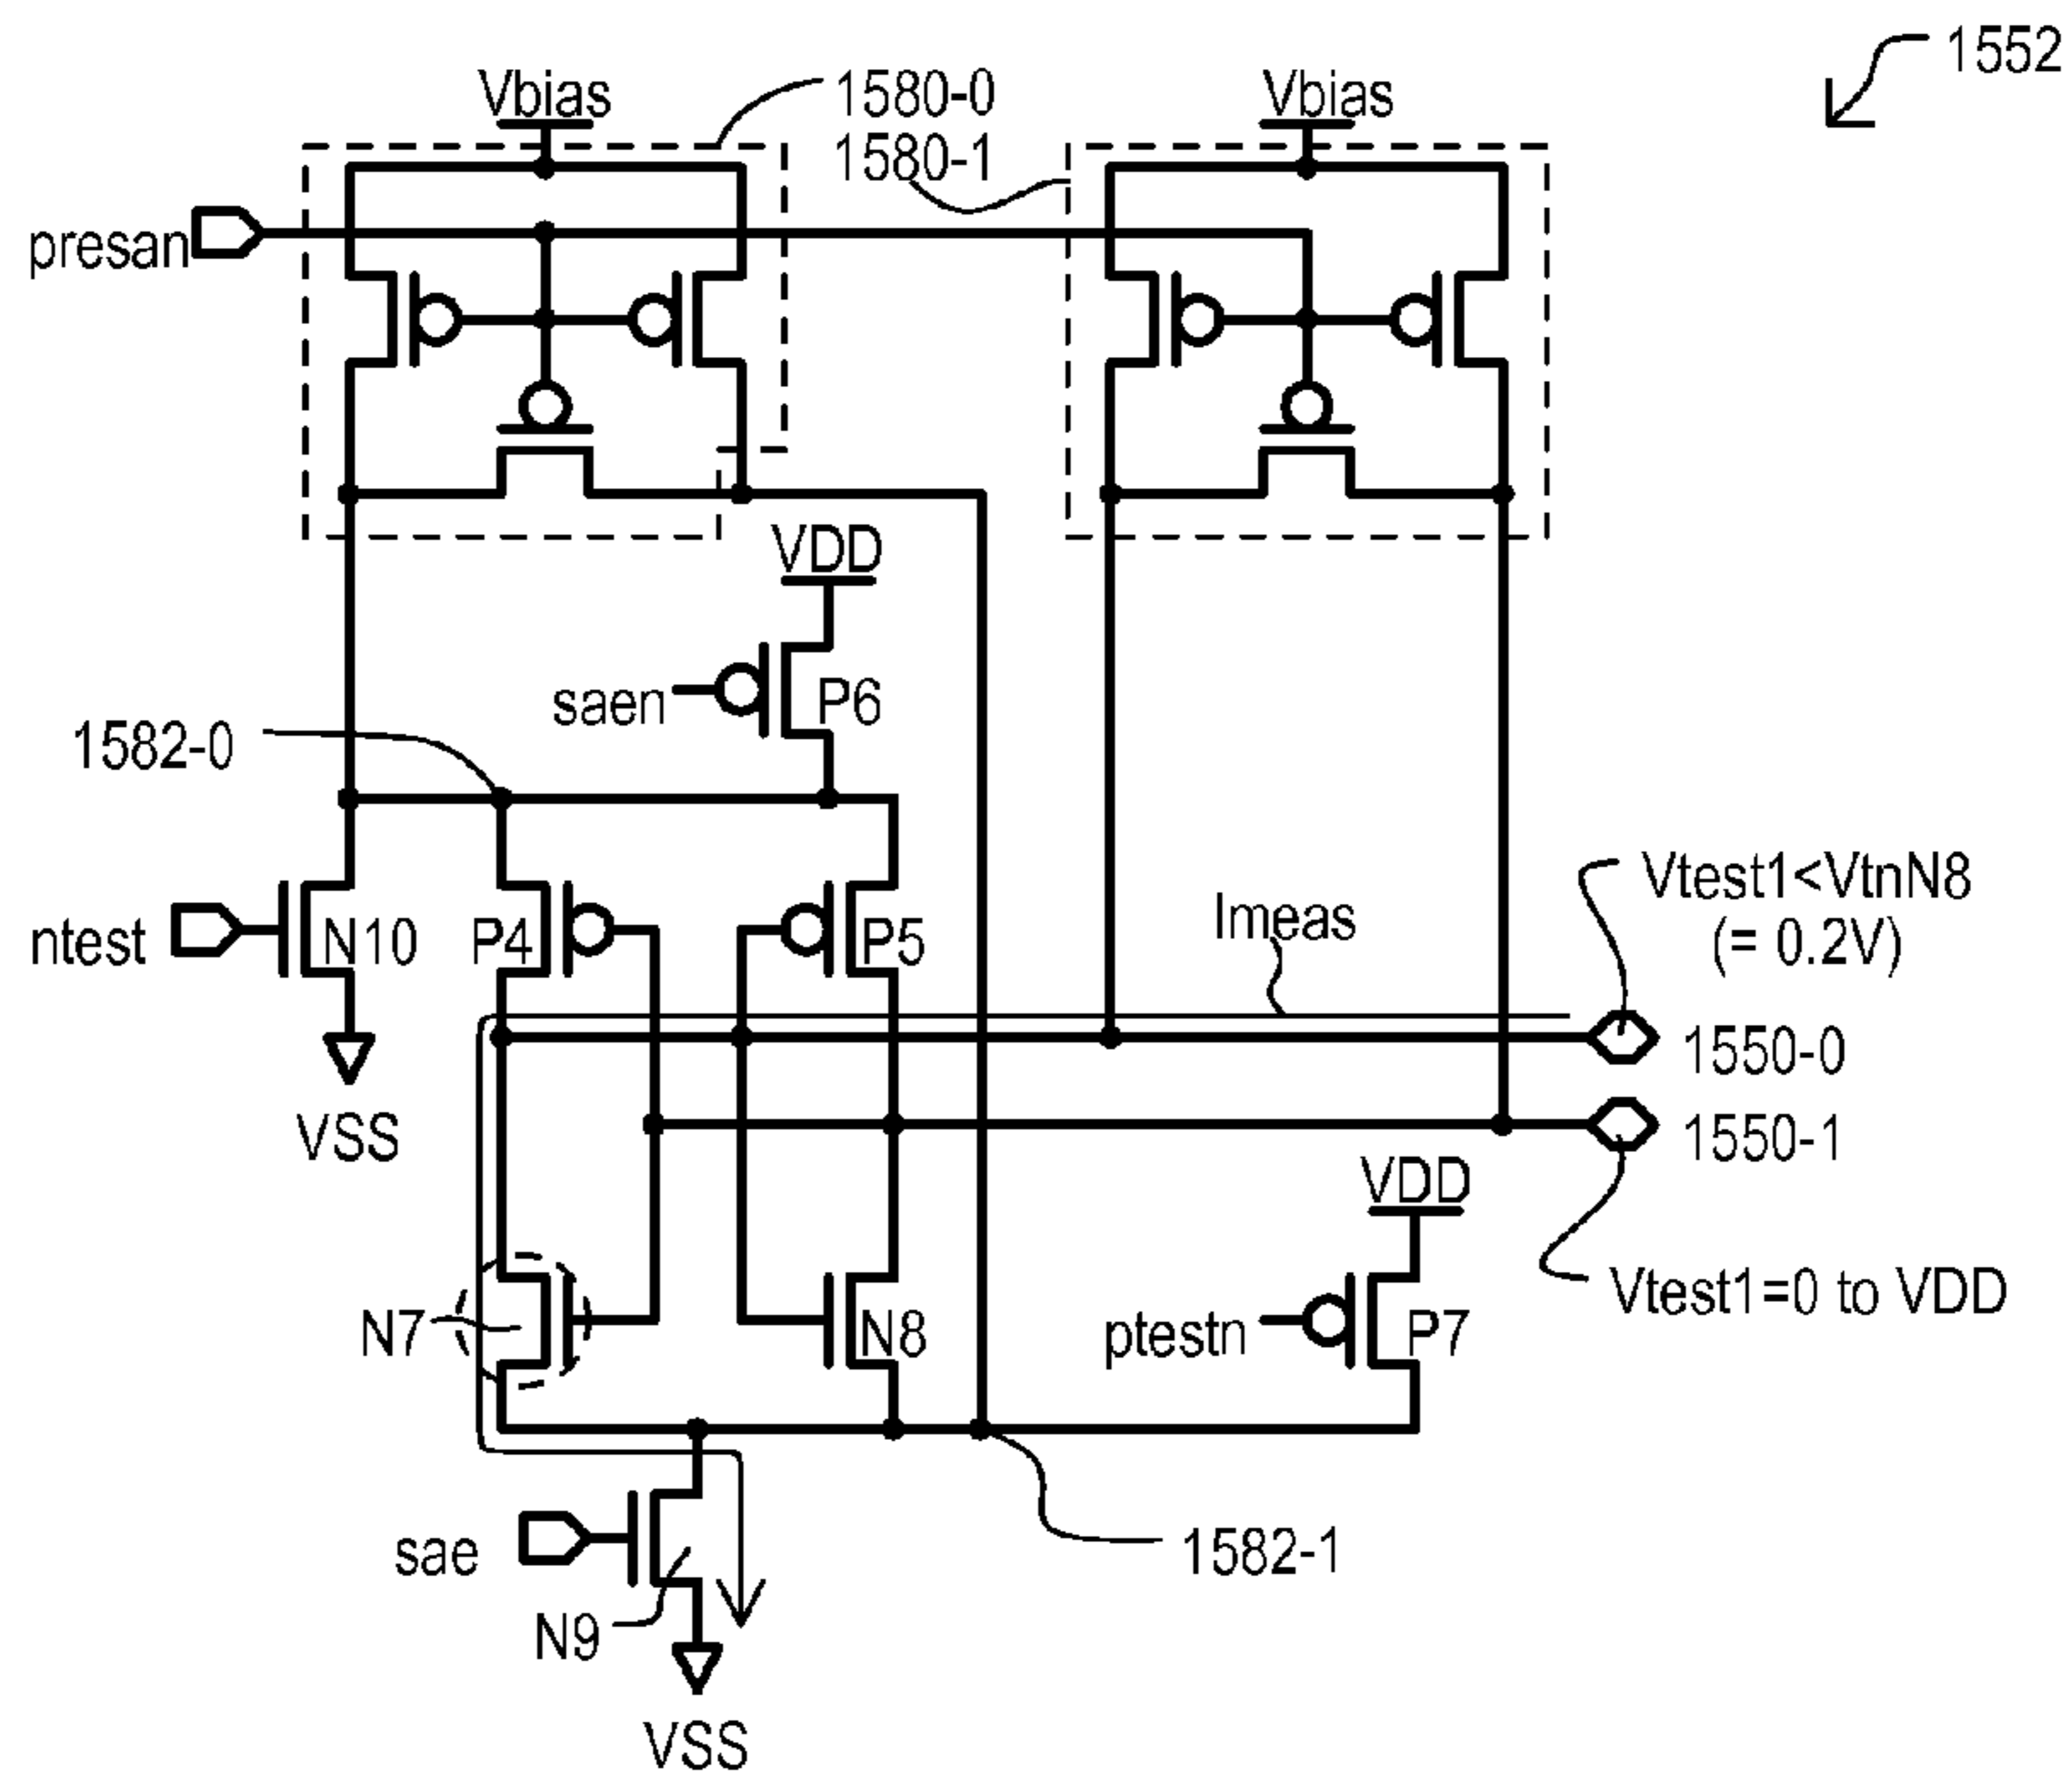 1552
Vbias
1580-0
Vbias
1580-1
presan
VDD
saen
P6
1582-0
Vtest1<VtnN8
(= 0.2V)
Imeas
ntest
N10
P4
P5
1550-0
VSS
1550-1
VDD
Vtest1=0 to VDD
N7
N8
ptestn
P7
sae
1582-1
N9
VSS